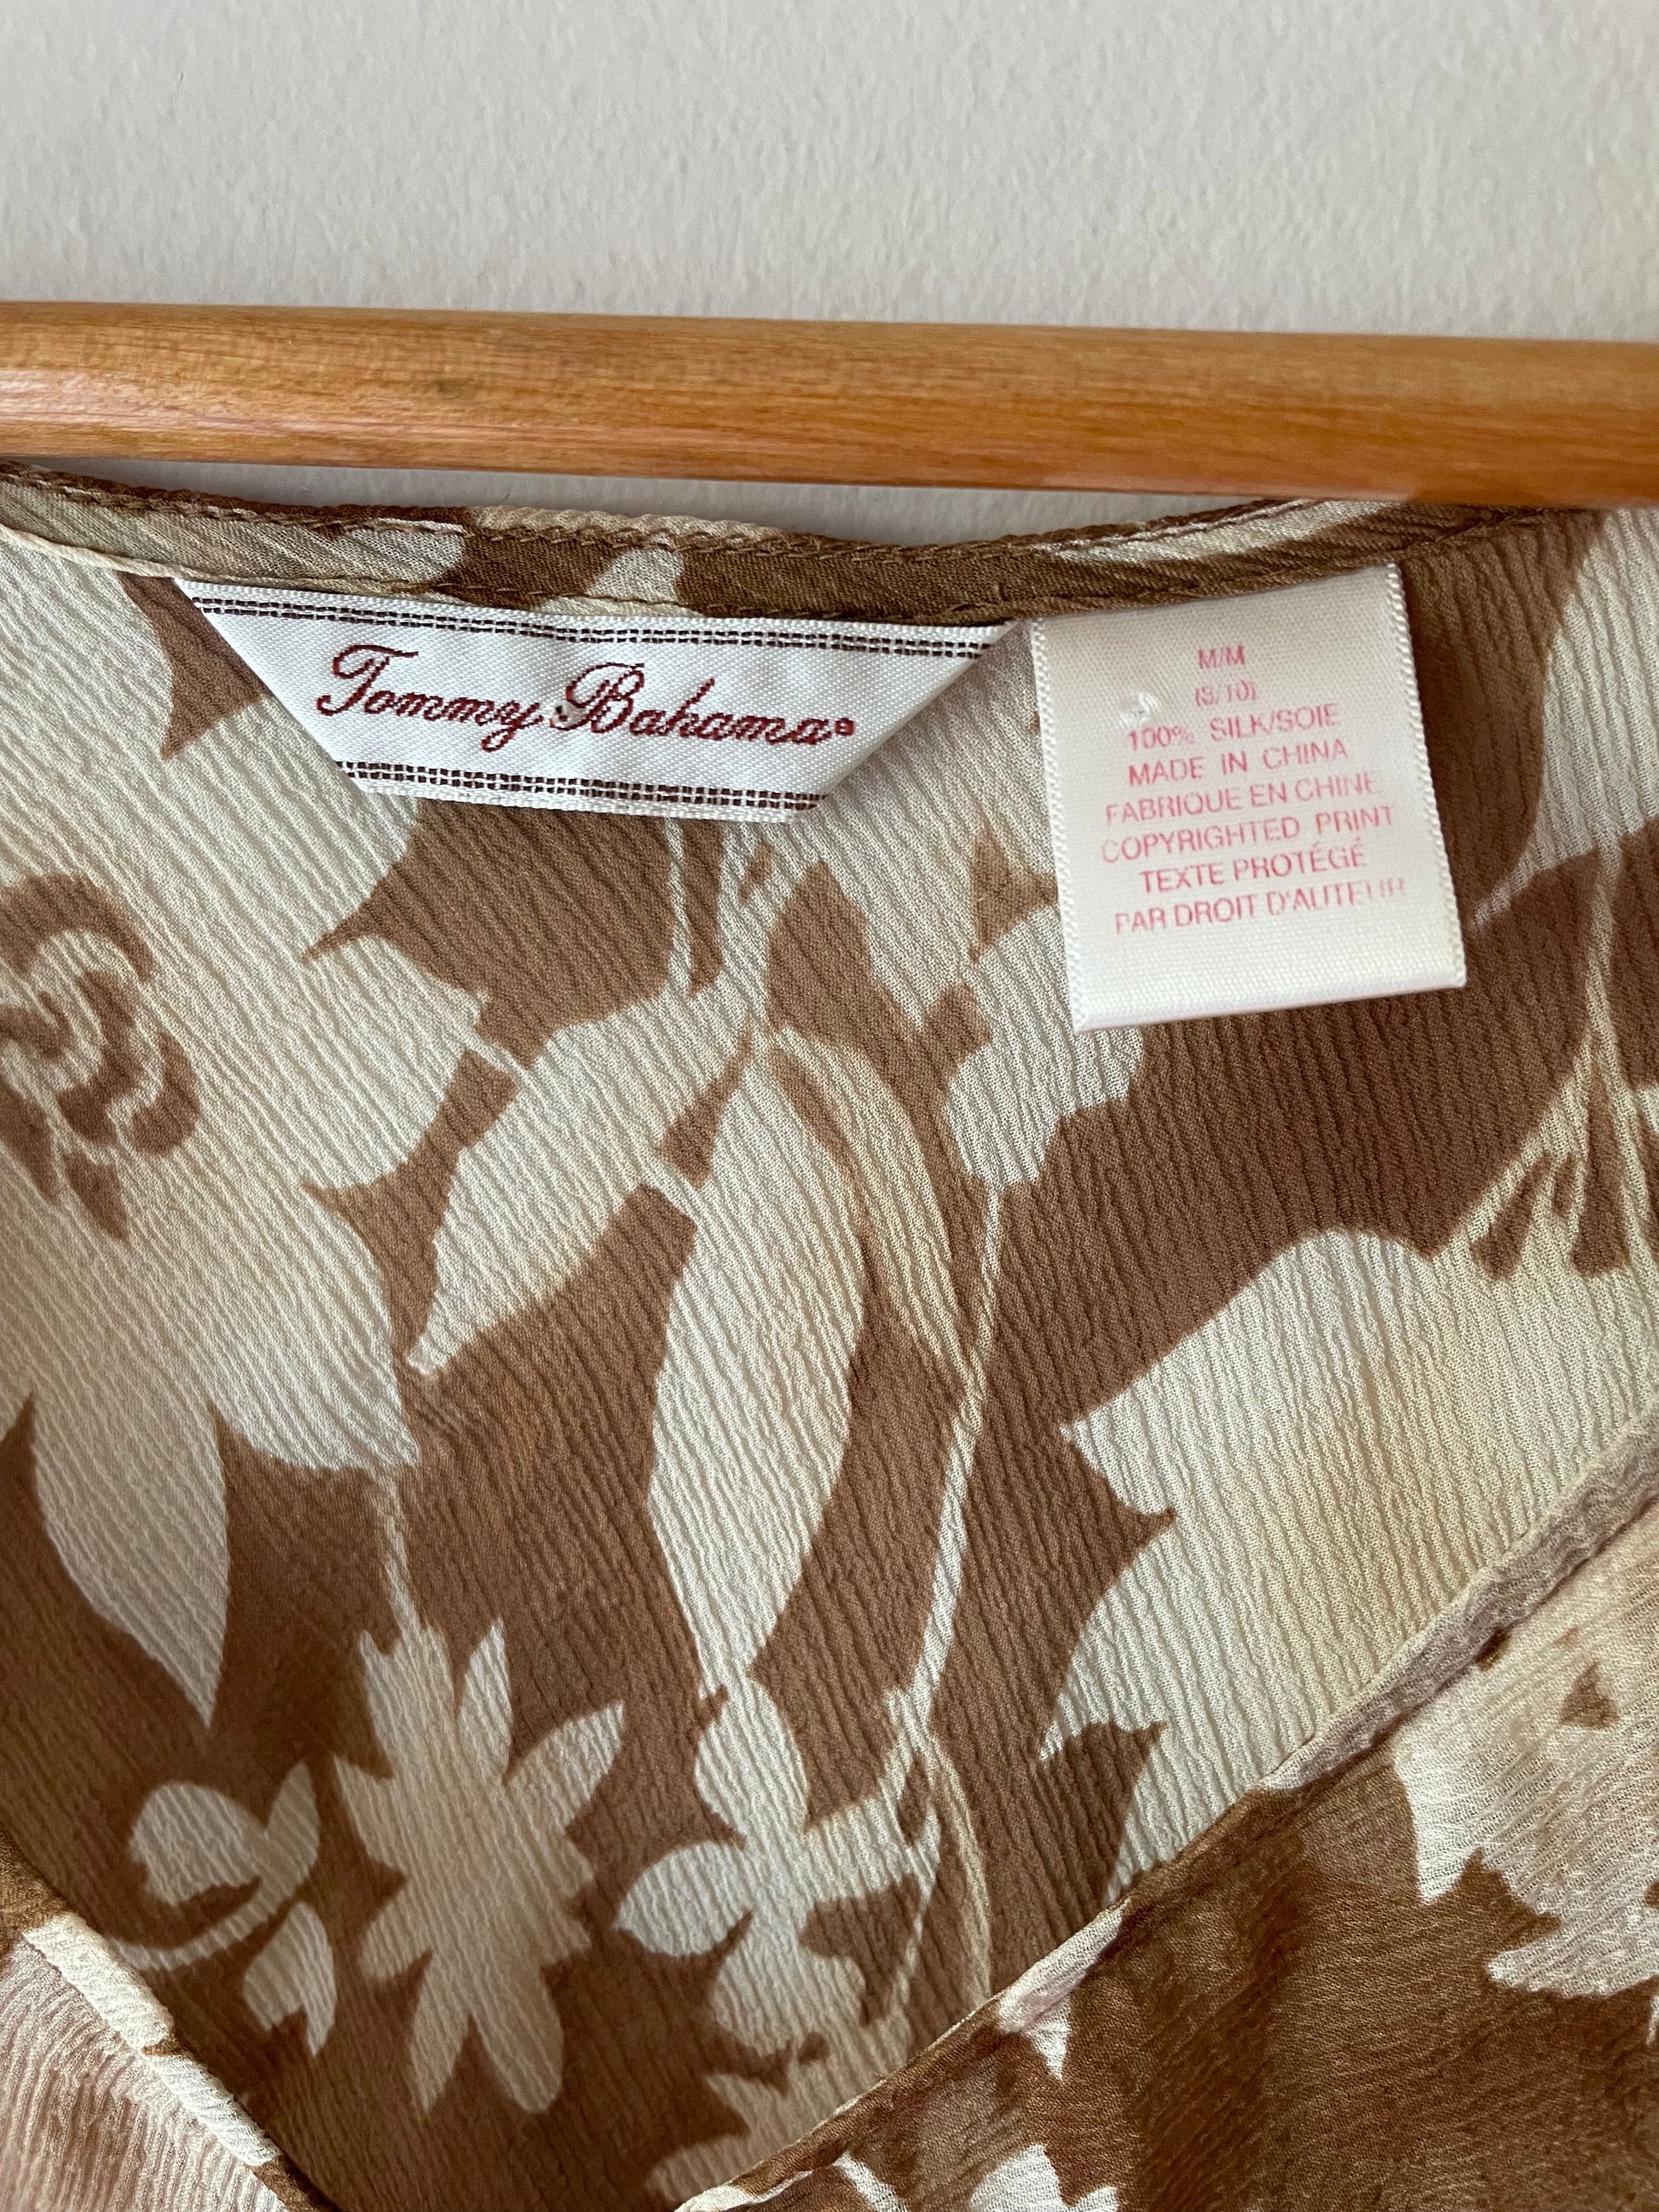 Tommy Bahama
M/M
(8/10)
100% SILK/SOIE
MADE IN CHINA
FABRIQUE EN CHINE
COPYRIGHTED PRINT
TEXTE PROTÉGÉ
PAR DROIT D'AUTEUR